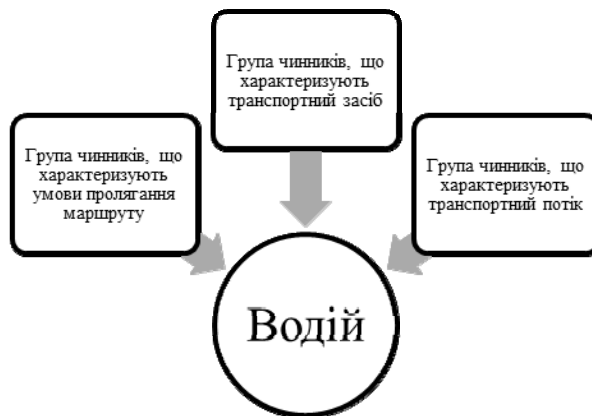 Група чинників, що
характеризують
транспортний засіб
Група чинників, що
характеризують
умови пролягання
маршруту
Група чинників, що
характеризують
транспортний потік
Водій